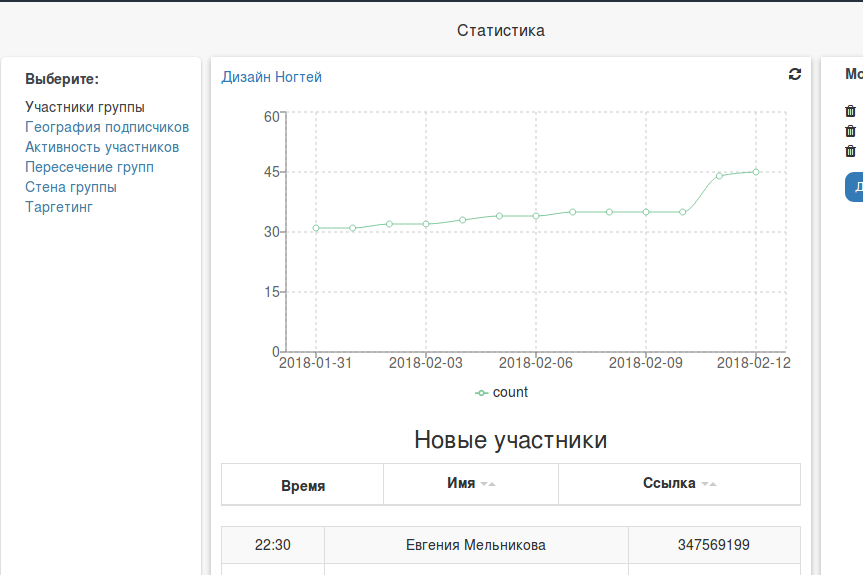 Статистика
Выберите:
Участники группы
География подписчиков
Активность участников
Пересечение групп
Стена группы
Таргетинг
Дизайн Ногтей
60
45
30
15
0
2018-01-31 2018-02-03 2018-02-06 2018-02-09 2018-02-12
count
Новые участники
Время Имя Ссылка
22:30 Евгения Мельникова 347569199